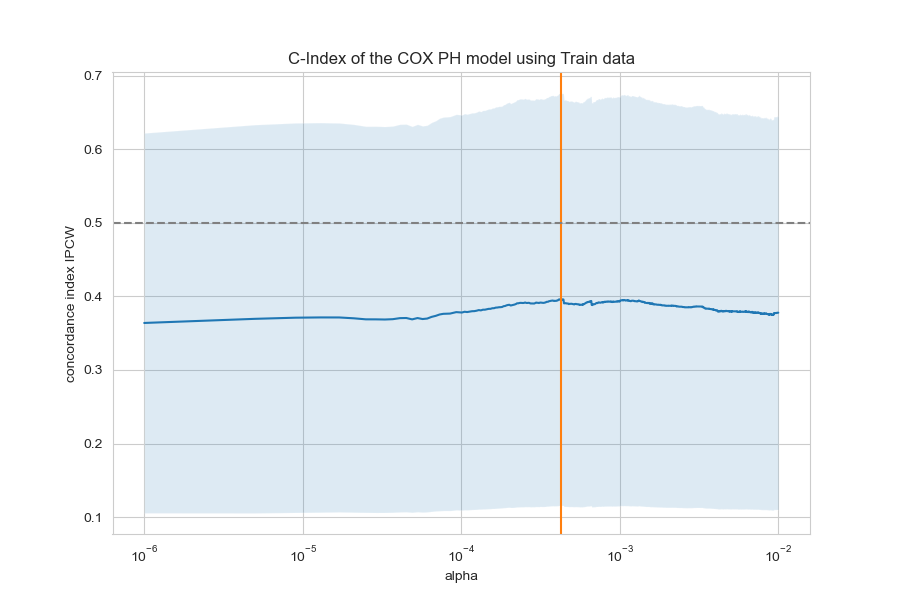 C-Index of the COX PH model using Train data
0.7
0.6
0.5
0.4
0.3
0.2
0.1
concordance index IPCW
10⁻⁶ 10⁻⁵ 10⁻⁴ 10⁻³ 10⁻²
alpha